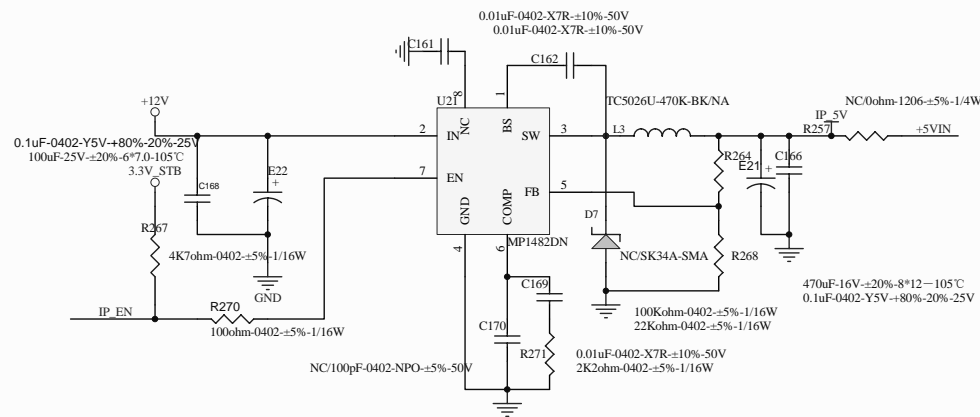 0.01uF-0402-X7R-±10%-50V
0.01uF-0402-X7R-±10%-50V
C161
C162
+12V
8
1
U21
NC
BS
TC5026U-470K-BK/NA
NC/0ohm-1206-±5%-1/4W
IP_5V
R257
+5VIN
2
IN
SW
3
L3
0.1uF-0402-Y5V-+80%-20%-25V
100uF-25V-±20%-6*7.0-105℃
3.3V_STB
E22
+
7
EN
R264
E21
+
C166
C168
FB
5
GND
COMP
D7
R267
4
6
MP1482DN
4K7ohm-0402-±5%-1/16W
NC/SK34A-SMA
R268
GND
C169
470uF-16V-±20%-8*12－105℃
0.1uF-0402-Y5V-+80%-20%-25V
IP_EN
R270
100ohm-0402-±5%-1/16W
C170
100Kohm-0402-±5%-1/16W
22Kohm-0402-±5%-1/16W
R271
0.01uF-0402-X7R-±10%-50V
NC/100pF-0402-NPO-±5%-50V
2K2ohm-0402-±5%-1/16W